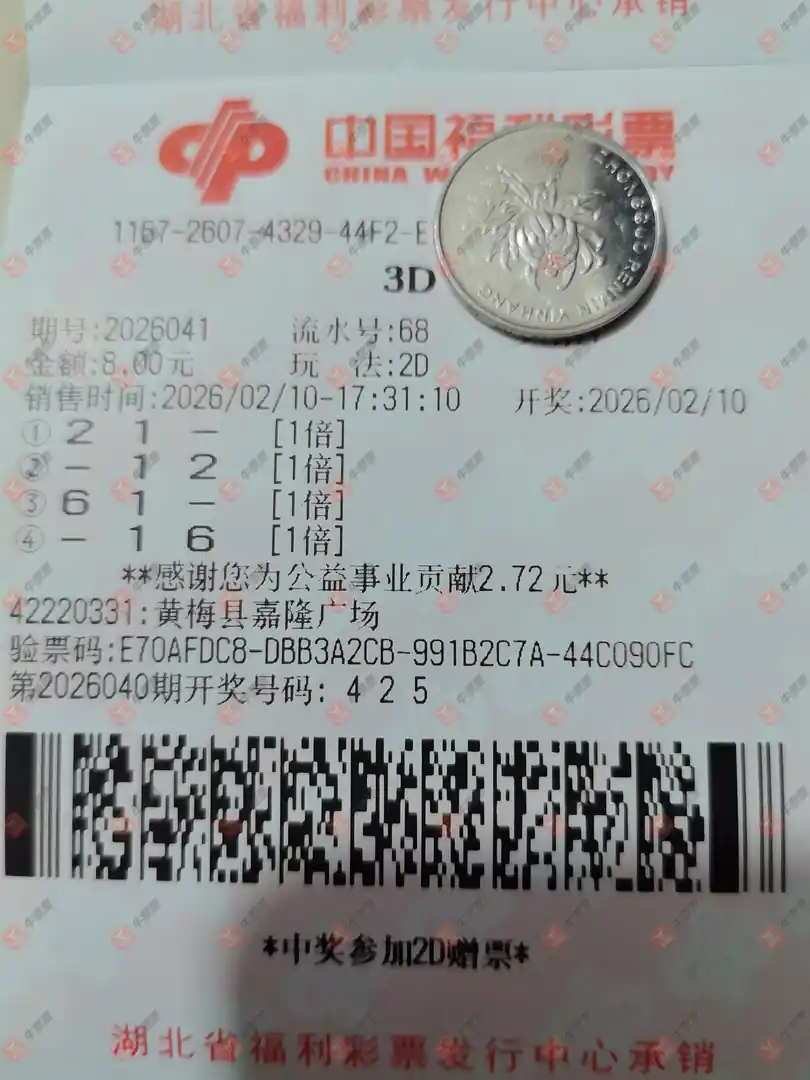 湖北省福利彩票发行中心承销
中国福利彩票
CHINA W
1167-2607-4329-44F2-E
ZHONGGUO RENMIN YINHANG
3D
期号:2026041 流水号:68
金额:8.00元 玩 法:2D
销售时间:2026/02/10-17:31:10 开奖:2026/02/10
① 2 1 - [1倍]
② - 1 2 [1倍]
③ 6 1 - [1倍]
④ - 1 6 [1倍]
**感谢您为公益事业贡献2.72元**
42220331:黄梅县嘉隆广场
验票码:E70AFDC8-DBB3A2CB-991B2C7A-44C090FC
第2026040期开奖号码: 4 2 5
*中奖参加2D赠票*
湖北省福利彩票发行中心承销